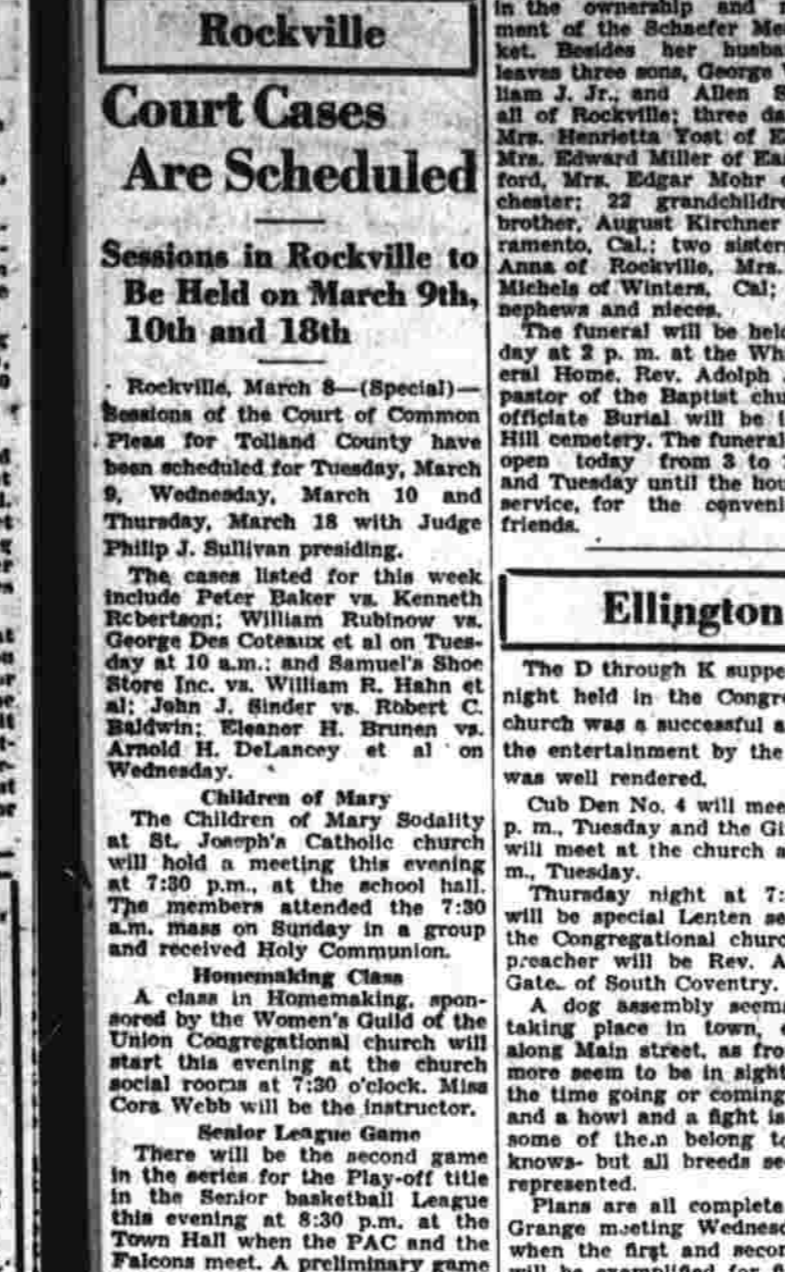 Rockville
Court Cases
Are Scheduled
Sessions in Rockville to
Be Held on March 9th,
10th and 18th
Rockville, March 8—(Special)—
Sessions of the Court of Common
Pleas for Tolland County have
been scheduled for Tuesday, March
9, Wednesday, March 10 and
Thursday, March 18 with Judge
Philip J. Sullivan presiding.
The cases listed for this week
include Peter Baker vs. Kenneth
Robertson; William Rubinow vs.
George Des Coteaux et al on Tues-
day at 10 a.m.; and Samuel's Shoe
Store Inc. vs. William R. Hahn et
al; John J. Sinder vs. Robert C.
Baldwin; Eleanor H. Brunen vs.
Arnold H. DeLancey et al on
Wednesday.
Children of Mary
The Children of Mary Sodality
at St. Joseph's Catholic church
will hold a meeting this evening
at 7:30 p.m., at the school hall.
The members attended the 7:30
a.m. mass on Sunday in a group
and received Holy Communion.
Homemaking Class
A class in Homemaking, spon-
sored by the Women's Guild of the
Union Congregational church will
start this evening at the church
social rooms at 7:30 o'clock. Miss
Cora Webb will be the instructor.
Senior League Game
There will be the second game
in the series for the Play-off title
in the Senior basketball League
this evening at 8:30 p.m. at the
Town Hall when the PAC and the
Falcons meet. A preliminary game
in the ownership and
ment of the Schaefer
ket. Besides her
leaves three sons, George
liam J. Jr., and Allen
all of Rockville; three
Mrs. Henrietta Yost of
Mrs. Edward Miller of
ford, Mrs. Edgar Mohr
chester; 22
brother, August Kirchner
ramento, Cal.; two
Anna of Rockville, Mrs.
Michels of Winters, Cal;
nephews and nieces.
The funeral will be
day at 2 p. m. at the
eral Home, Rev. Adolph
pastor of the Baptist
officiate Burial will be
Hill cemetery. The funeral
open today from 3 to
and Tuesday until the
service, for the
friends.
Ellington
The D through K
night held in the
church was a successful
the entertainment by the
was well rendered.
Cub Den No. 4 will
p. m., Tuesday and the
will meet at the church
m., Tuesday.
Thursday night at 7:
will be special Lenten
the Congregational
preacher will be Rev. A
Gate of South Coventry.
A dog assembly
taking place in town,
along Main street, as
more seem to be in sight
the time going or coming
and a howl and a fight is
some of them belong
knows- but all breeds
represented.
Plans are all
Grange meeting
when the first and
will be exemplified for